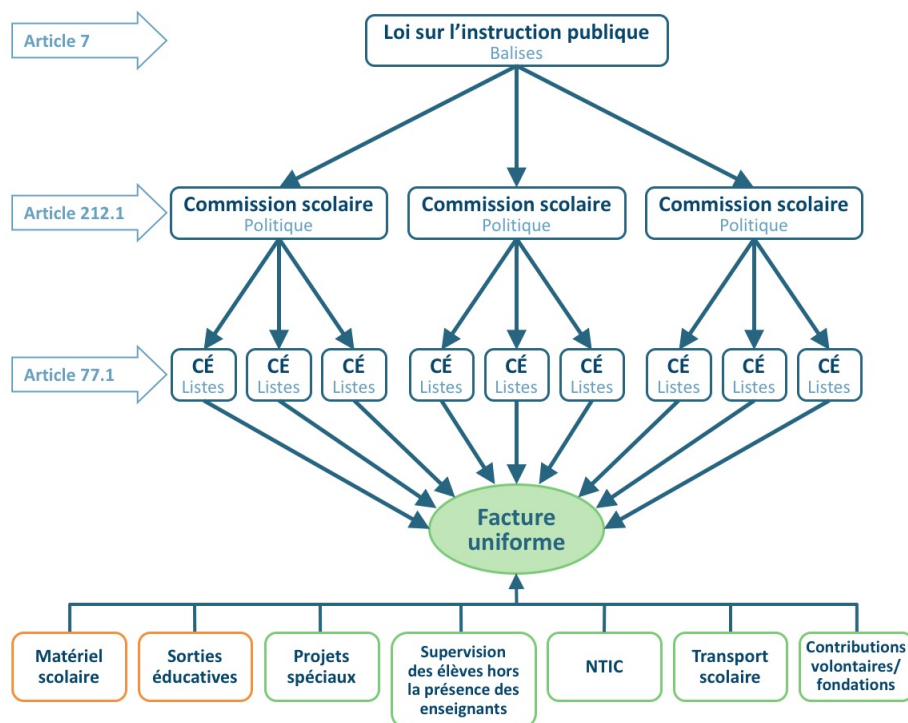 Article 7
Loi sur l’instruction publique
Balises
Article 212.1
Commission scolaire
Politique
Commission scolaire
Politique
Commission scolaire
Politique
Article 77.1
CÉ
Listes
CÉ
Listes
CÉ
Listes
CÉ
Listes
CÉ
Listes
CÉ
Listes
CÉ
Listes
CÉ
Listes
CÉ
Listes
Facture
uniforme
Matériel
scolaire
Sorties
éducatives
Projets
spéciaux
Supervision
des élèves hors
la présence des
enseignants
NTIC
Transport
scolaire
Contributions
volontaires/
fondations